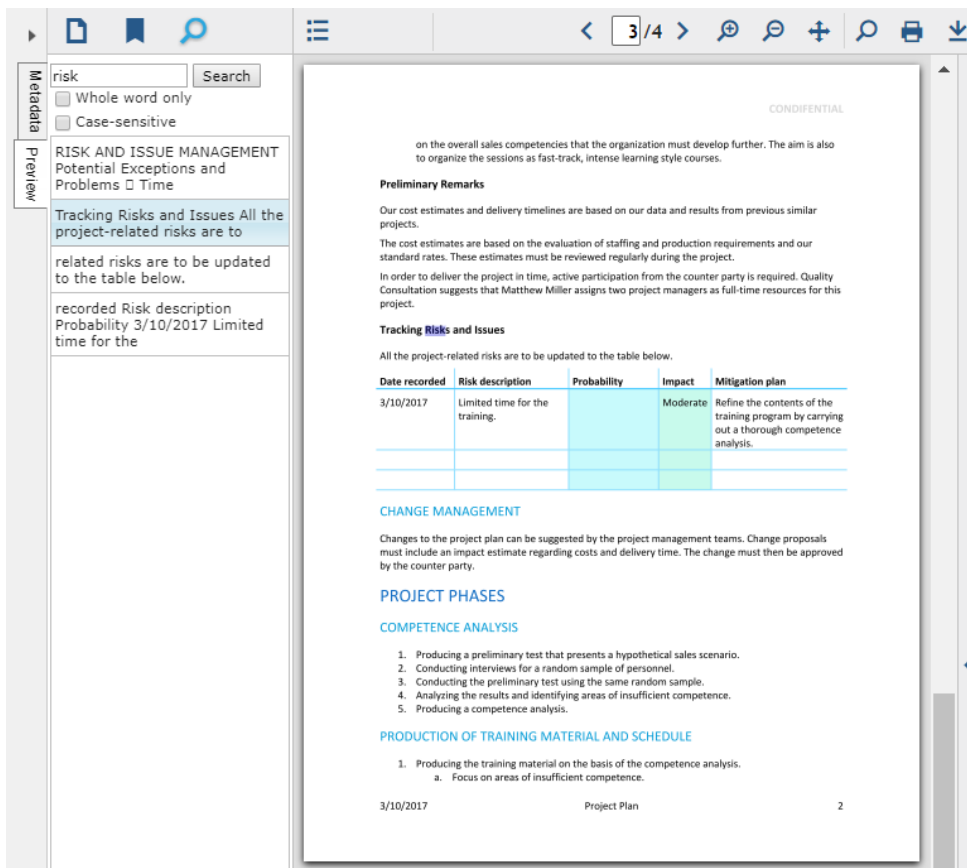 3 /4
Metadata
Preview
risk Search
Whole word only
Case-sensitive
RISK AND ISSUE MANAGEMENT
Potential Exceptions and
Problems  Time
Tracking Risks and Issues All the
project-related risks are to
related risks are to be updated
to the table below.
recorded Risk description
Probability 3/10/2017 Limited
time for the
CONDIFENTIAL
on the overall sales competencies that the organization must develop further. The aim is also
to organize the sessions as fast-track, intense learning style courses.
Preliminary Remarks
Our cost estimates and delivery timelines are based on our data and results from previous similar
projects.
The cost estimates are based on the evaluation of staffing and production requirements and our
standard rates. These estimates must be reviewed regularly during the project.
In order to deliver the project in time, active participation from the counter party is required. Quality
Consultation suggests that Matthew Miller assigns two project managers as full-time resources for this
project.
Tracking Risks and Issues
All the project-related risks are to be updated to the table below.
Date recorded Risk description Probability Impact Mitigation plan
3/10/2017 Limited time for the Moderate Refine the contents of the
training. training program by carrying
out a thorough competence
analysis.
CHANGE MANAGEMENT
Changes to the project plan can be suggested by the project management teams. Change proposals
must include an impact estimate regarding costs and delivery time. The change must then be approved
by the counter party.
PROJECT PHASES
COMPETENCE ANALYSIS
1. Producing a preliminary test that presents a hypothetical sales scenario.
2. Conducting interviews for a random sample of personnel.
3. Conducting the preliminary test using the same random sample.
4. Analyzing the results and identifying areas of insufficient competence.
5. Producing a competence analysis.
PRODUCTION OF TRAINING MATERIAL AND SCHEDULE
1. Producing the training material on the basis of the competence analysis.
a. Focus on areas of insufficient competence.
3/10/2017 Project Plan 2